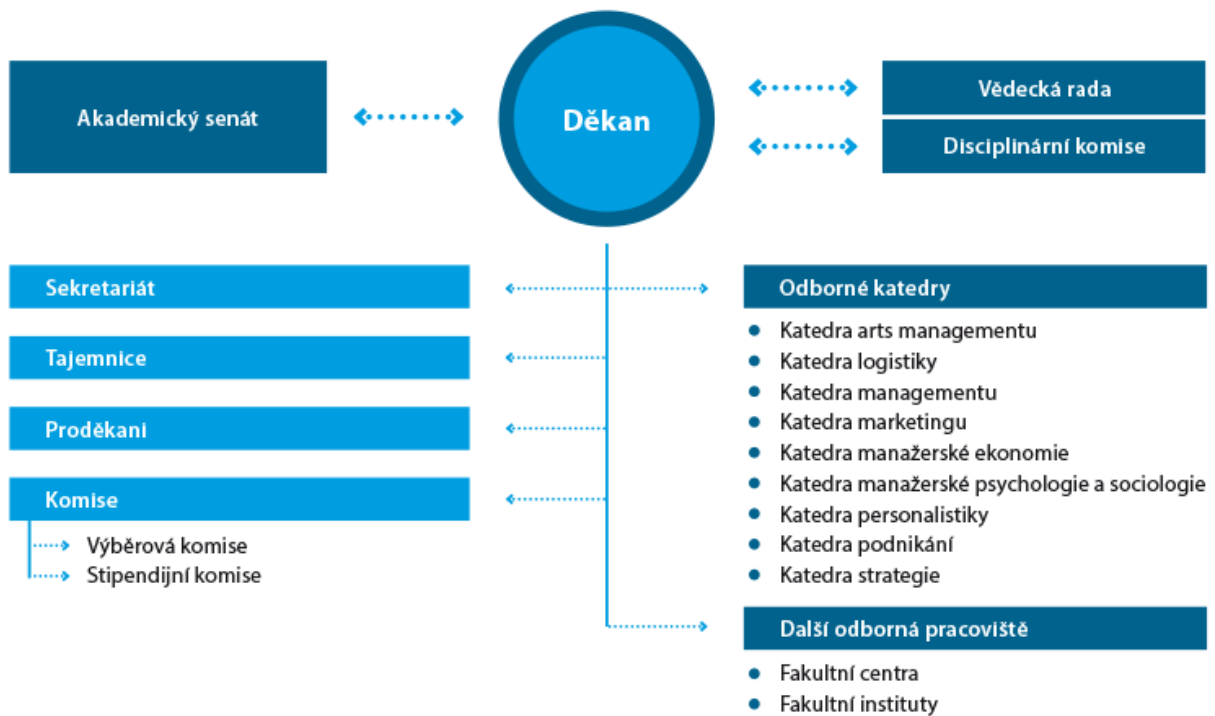 Akademický senát
Děkan
Vědecká rada
Disciplinární komise
Sekretariát
Tajemnice
Proděkani
Komise
Výběrová komise
Stipendijní komise
Odborné katedry
Katedra arts managementu
Katedra logistiky
Katedra managementu
Katedra marketingu
Katedra manažerské ekonomie
Katedra manažerské psychologie a sociologie
Katedra personalistiky
Katedra podnikání
Katedra strategie
Další odborná pracoviště
Fakultní centra
Fakultní instituty